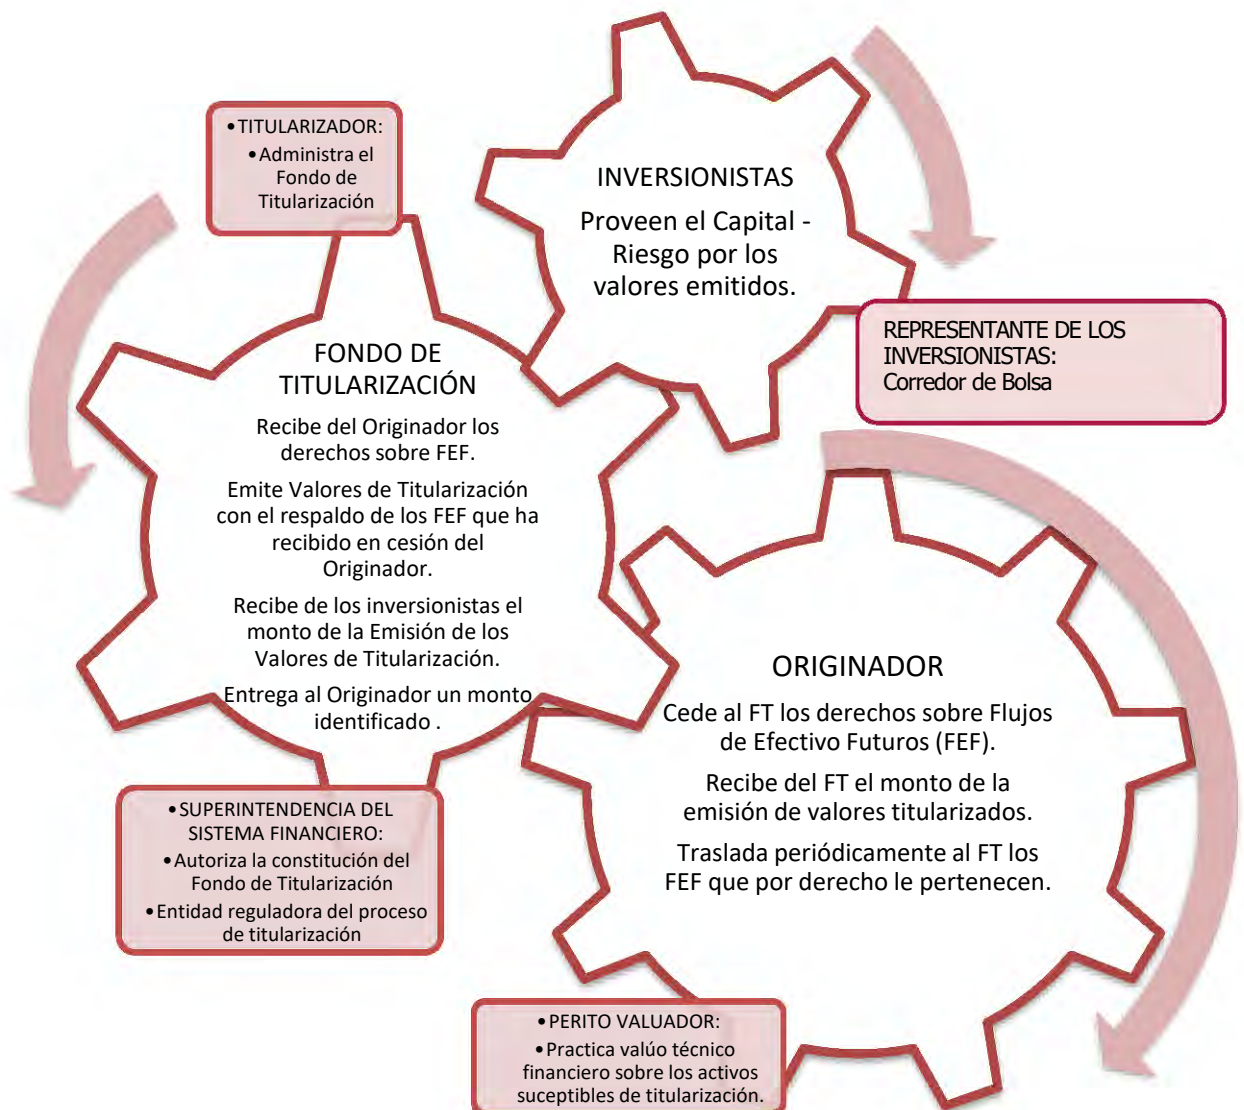 •TITULARIZADOR:
•Administra el
Fondo de
Titularización
INVERSIONISTAS
Proveen el Capital -
Riesgo por los
valores emitidos.
REPRESENTANTE DE LOS
INVERSIONISTAS:
Corredor de Bolsa
FONDO DE
TITULARIZACIÓN
Recibe del Originador los
derechos sobre FEF.
Emite Valores de Titularización
con el respaldo de los FEF que ha
recibido en cesión del
Originador.
Recibe de los inversionistas el
monto de la Emisión de los
Valores de Titularización.
Entrega al Originador un monto
identificado .
ORIGINADOR
Cede al FT los derechos sobre Flujos
de Efectivo Futuros (FEF).
Recibe del FT el monto de la
emisión de valores titularizados.
Traslada periódicamente al FT los
FEF que por derecho le pertenecen.
•SUPERINTENDENCIA DEL
SISTEMA FINANCIERO:
•Autoriza la constitución del
Fondo de Titularización
•Entidad reguladora del proceso
de titularización
•PERITO VALUADOR:
•Practica valúo técnico
financiero sobre los activos
suceptibles de titularización.